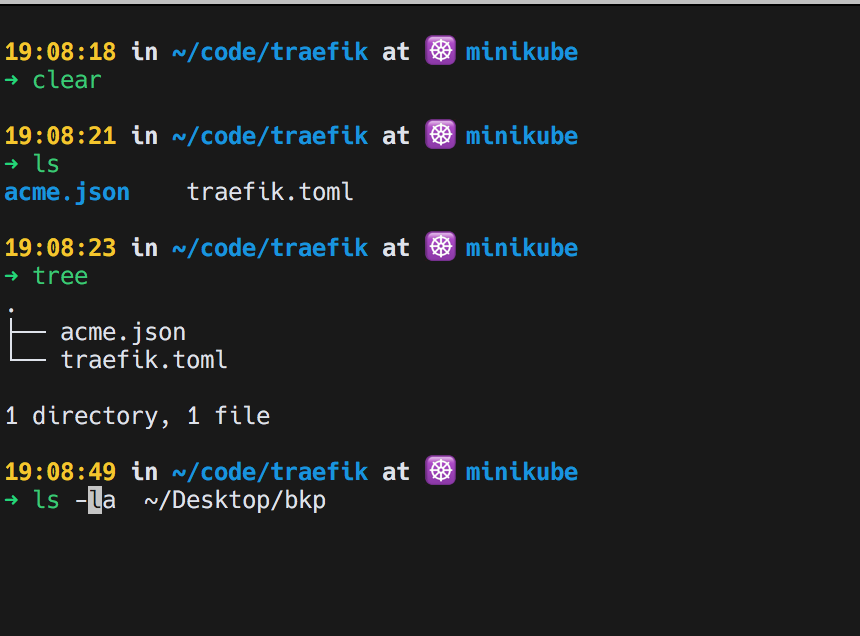 19:08:18 in ~/code/traefik at ☸ minikube
➜ clear
19:08:21 in ~/code/traefik at ☸ minikube
➜ ls
acme.json    traefik.toml
19:08:23 in ~/code/traefik at ☸ minikube
➜ tree
.
├── acme.json
└── traefik.toml
1 directory, 1 file
19:08:49 in ~/code/traefik at ☸ minikube
➜ ls -la  ~/Desktop/bkp